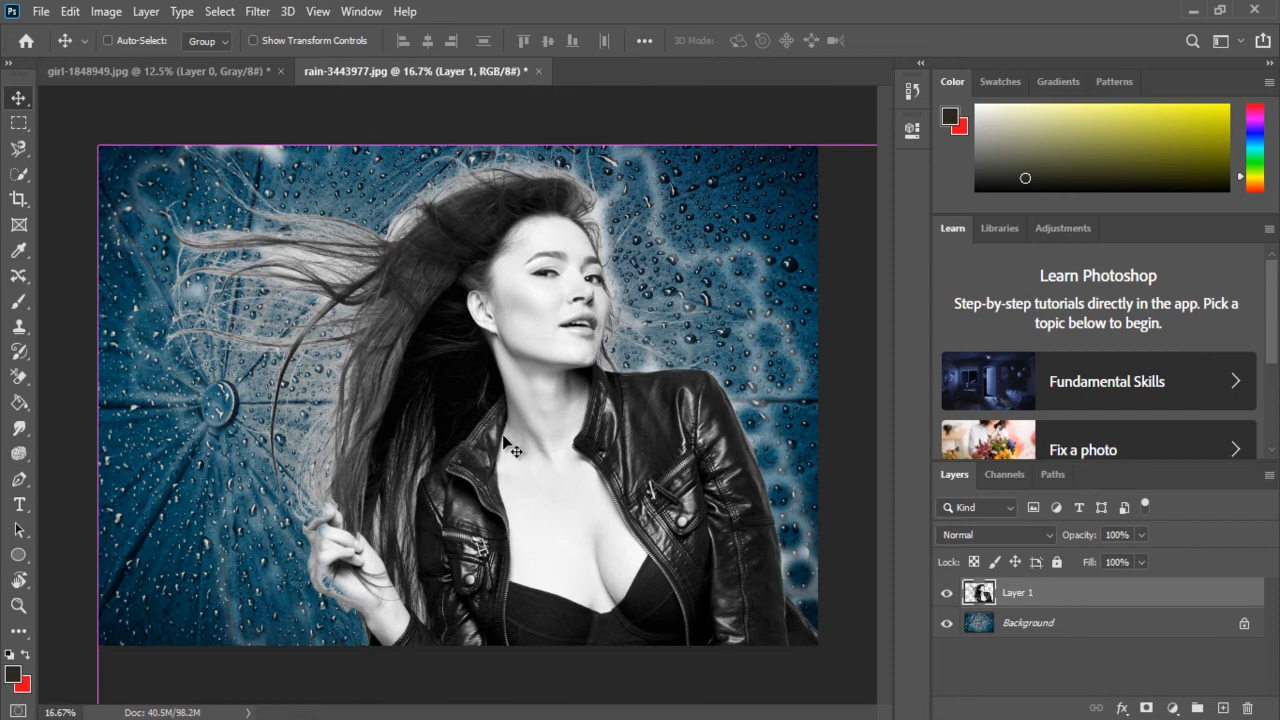 Ps File Edit Image Layer Type Select Filter 3D View Window Help
Auto-Select: Group Show Transform Controls 3D Mode:
girl-1848949.jpg @ 12.5% (Layer 0, Gray/8#) * rain-3443977.jpg @ 16.7% (Layer 1, RGB/8#) *
Color Swatches Gradients Patterns
Learn Libraries Adjustments
Learn Photoshop
Step-by-step tutorials directly in the app. Pick a
topic below to begin.
Fundamental Skills
Fix a photo
Layers Channels Paths
Kind
Normal Opacity: 100%
Lock: Fill: 100%
Layer 1
Background
16.67% Doc: 40.5M/98.2M